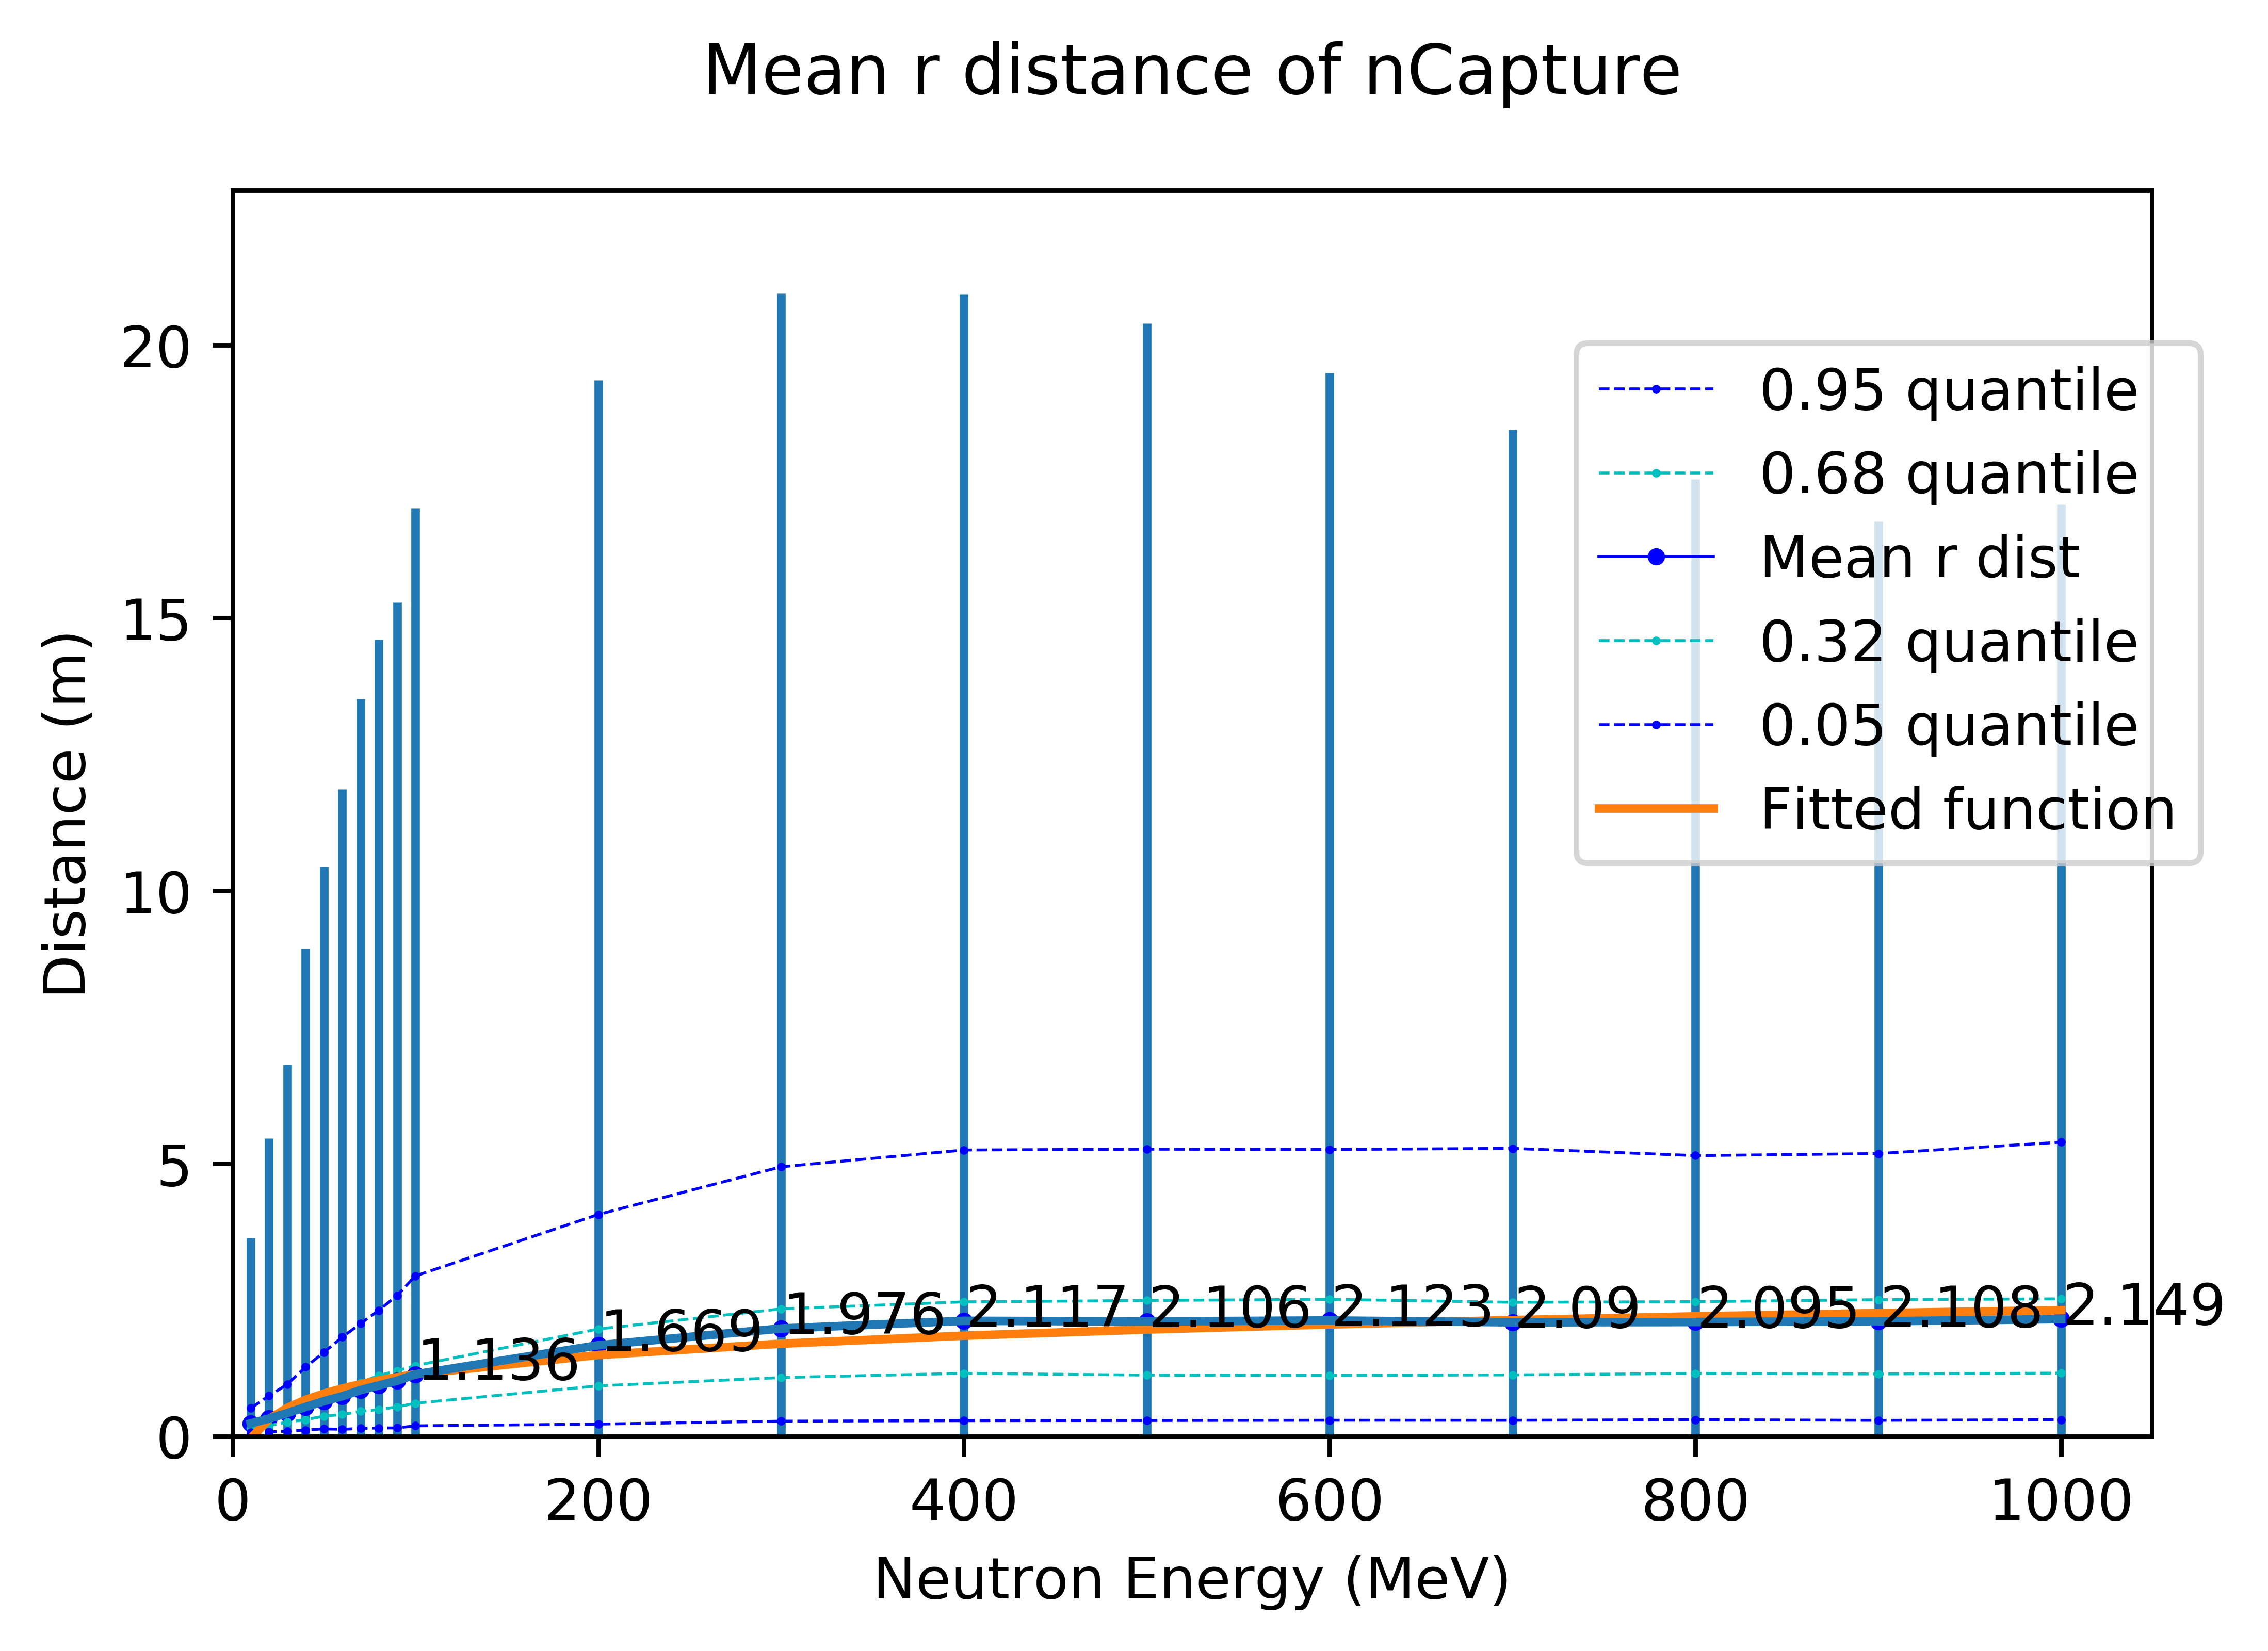 Mean r distance of nCapture
20
15
10
5
0
Distance (m)
0.95 quantile
0.68 quantile
Mean r dist
0.32 quantile
0.05 quantile
Fitted function
1.136
1.669
1.976
2.117
2.106
2.123
2.09
2.095
2.108
2.149
0
200
400
600
800
1000
Neutron Energy (MeV)